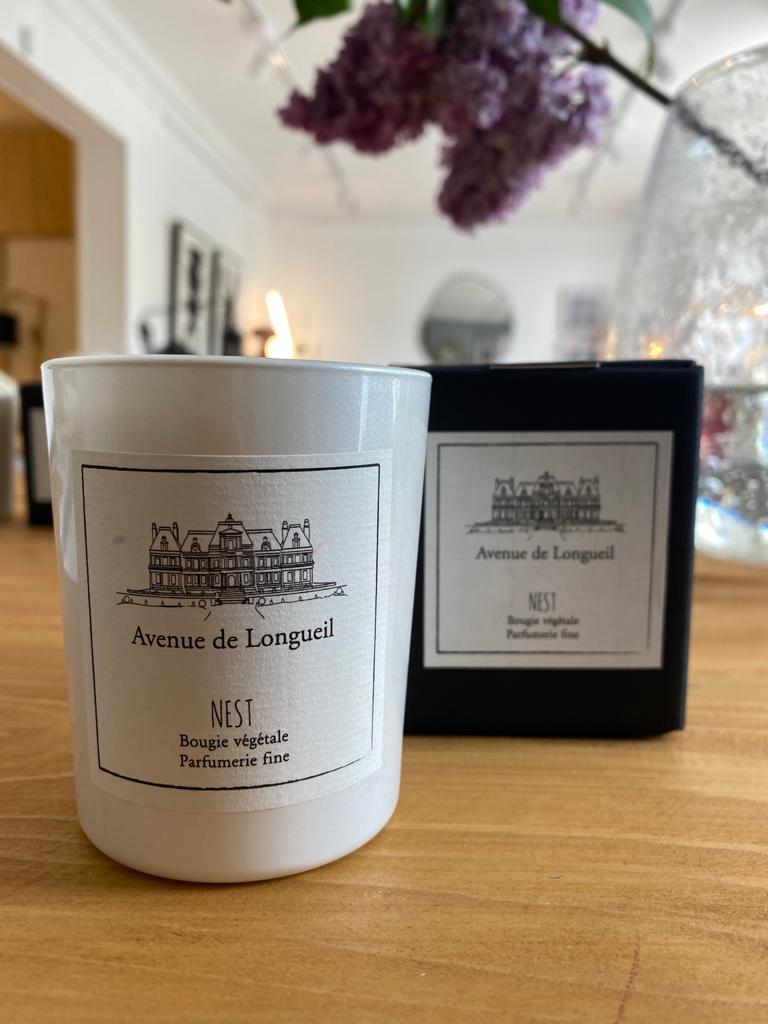 Avenue de Longueil
NEST
Bougie végétale
Parfumerie fine
Avenue de Longueil
NEST
Bougie végétale
Parfumerie fine